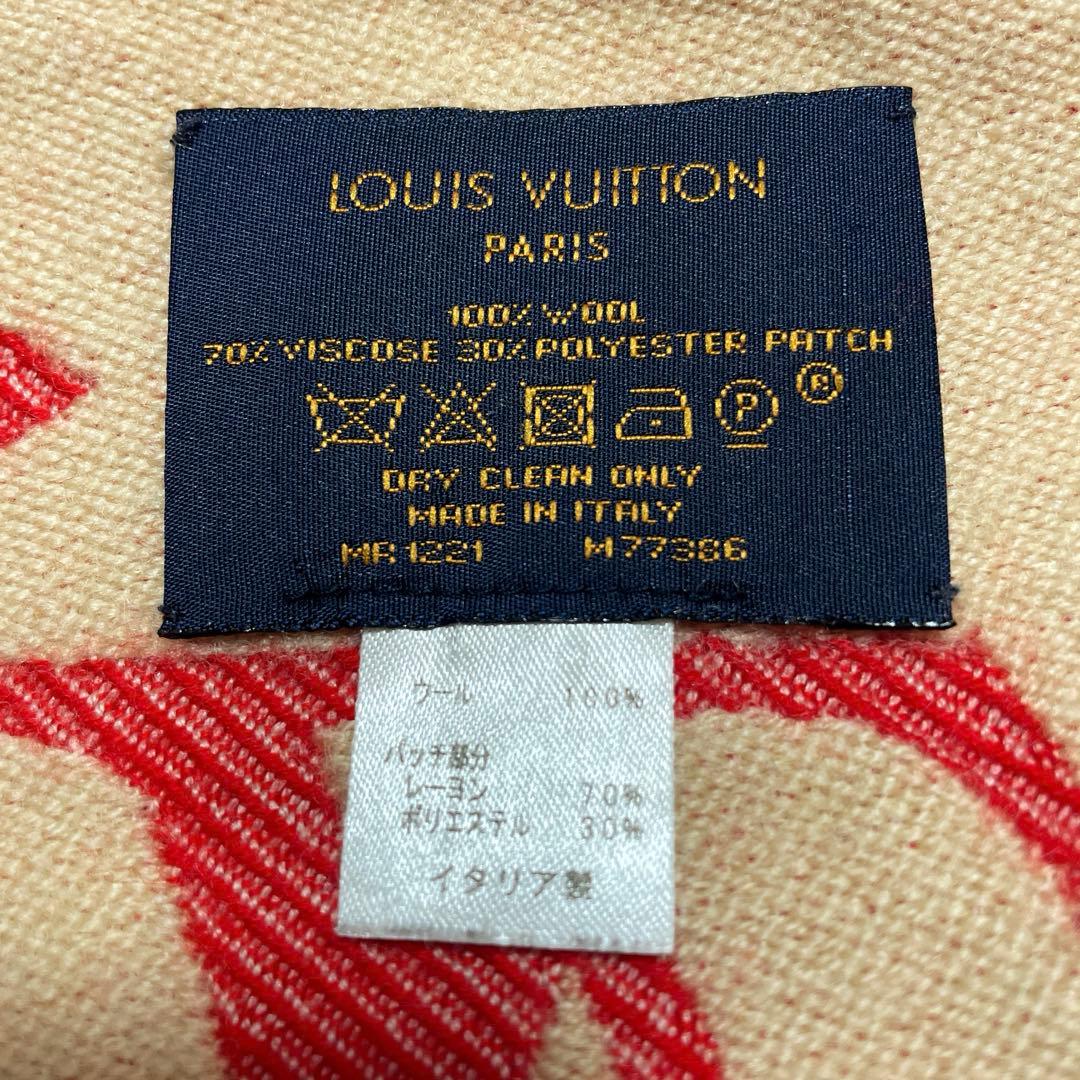 LOUIS VUITTON
PARIS
100% WOOL
70% VISCOSE 30% POLYESTER PATCH
P ®
DRY CLEAN ONLY
MADE IN ITALY
MR1221 M77386
ウール 100%
パッチ部分
レーヨン 70%
ポリエステル 30%
イタリア製